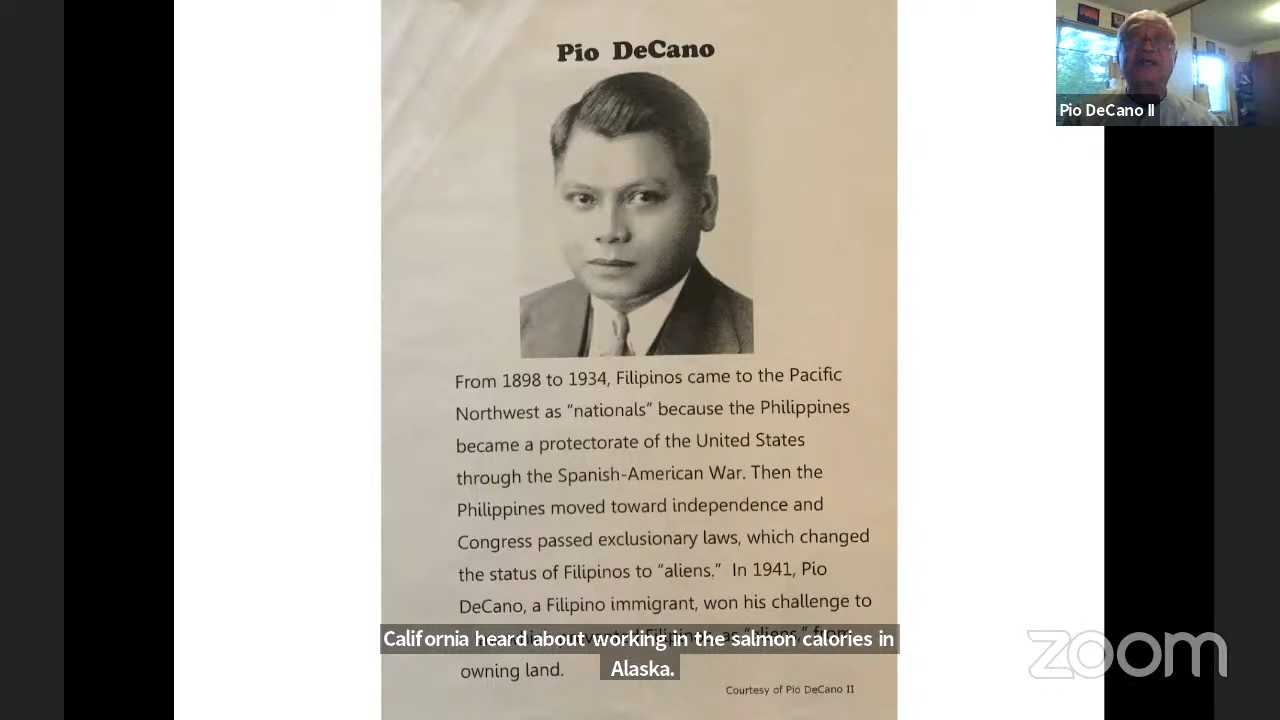 Pio DeCano
Pio DeCano II
From 1898 to 1934, Filipinos came to the Pacific
Northwest as “nationals” because the Philippines
became a protectorate of the United States
through the Spanish-American War. Then the
Philippines moved toward independence and
Congress passed exclusionary laws, which changed
the status of Filipinos to “aliens.” In 1941, Pio
DeCano, a Filipino immigrant, won his challenge to
California heard about working in the salmon calories in
Alaska.
owning land.
Courtesy of Pio DeCano II
zoom